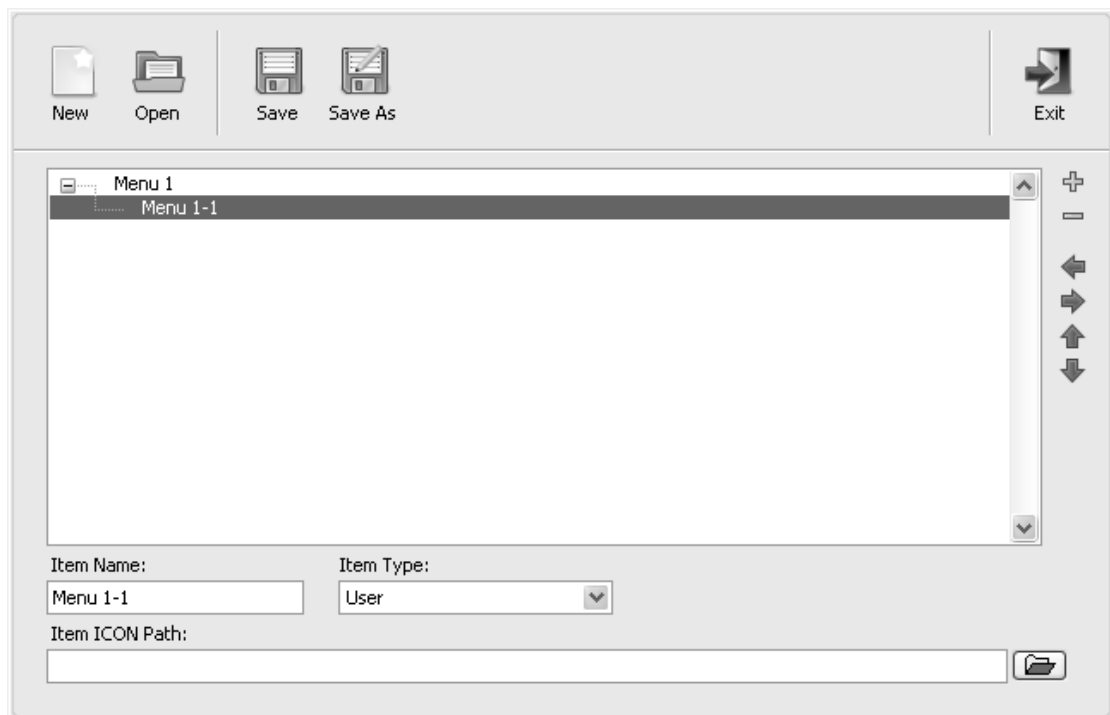 New Open Save Save As Exit
Menu 1
Menu 1-1
Item Name: Item Type:
Menu 1-1 User
Item ICON Path: